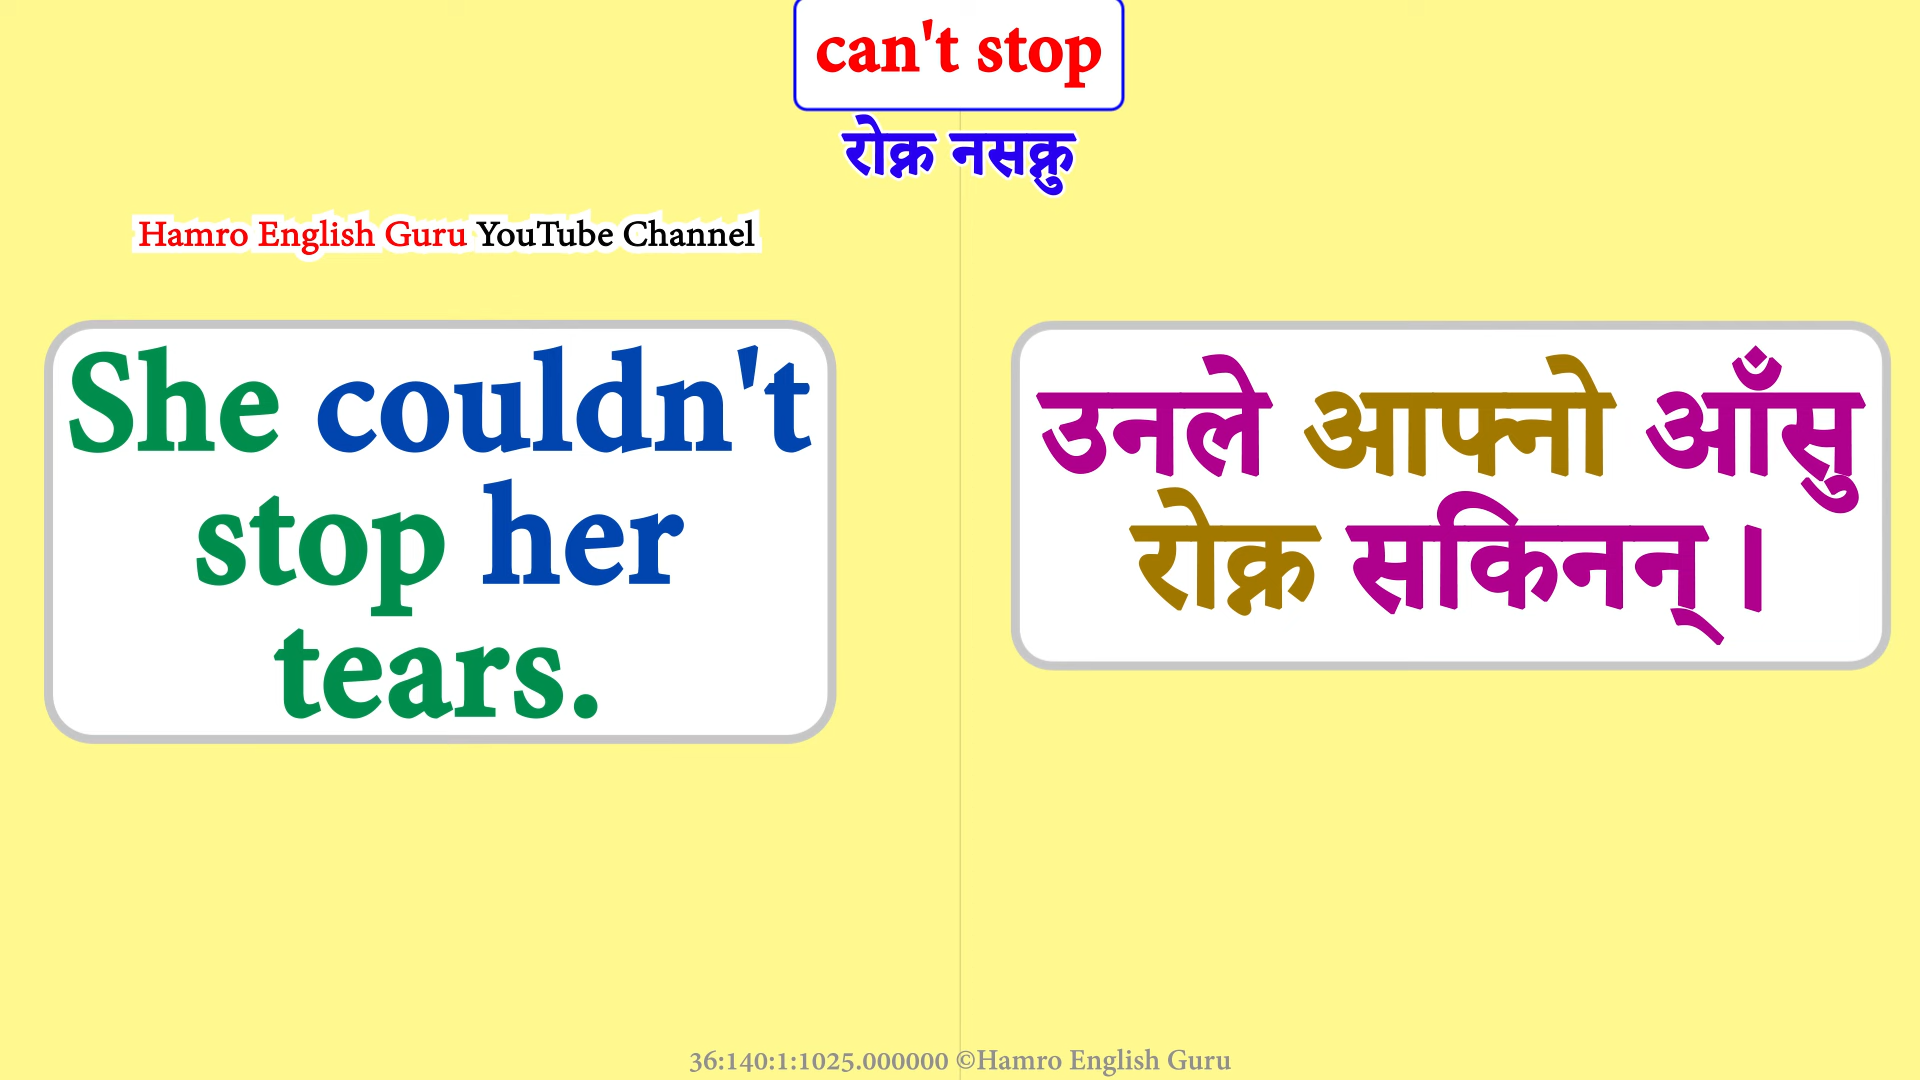 can't stop
रोक्न नसक्नु
Hamro English Guru YouTube Channel
She couldn't
stop her
tears.
उनले आफ्नो आँसु
रोक्न सकिनन् ।
36:140:1:1025.000000 ©Hamro English Guru